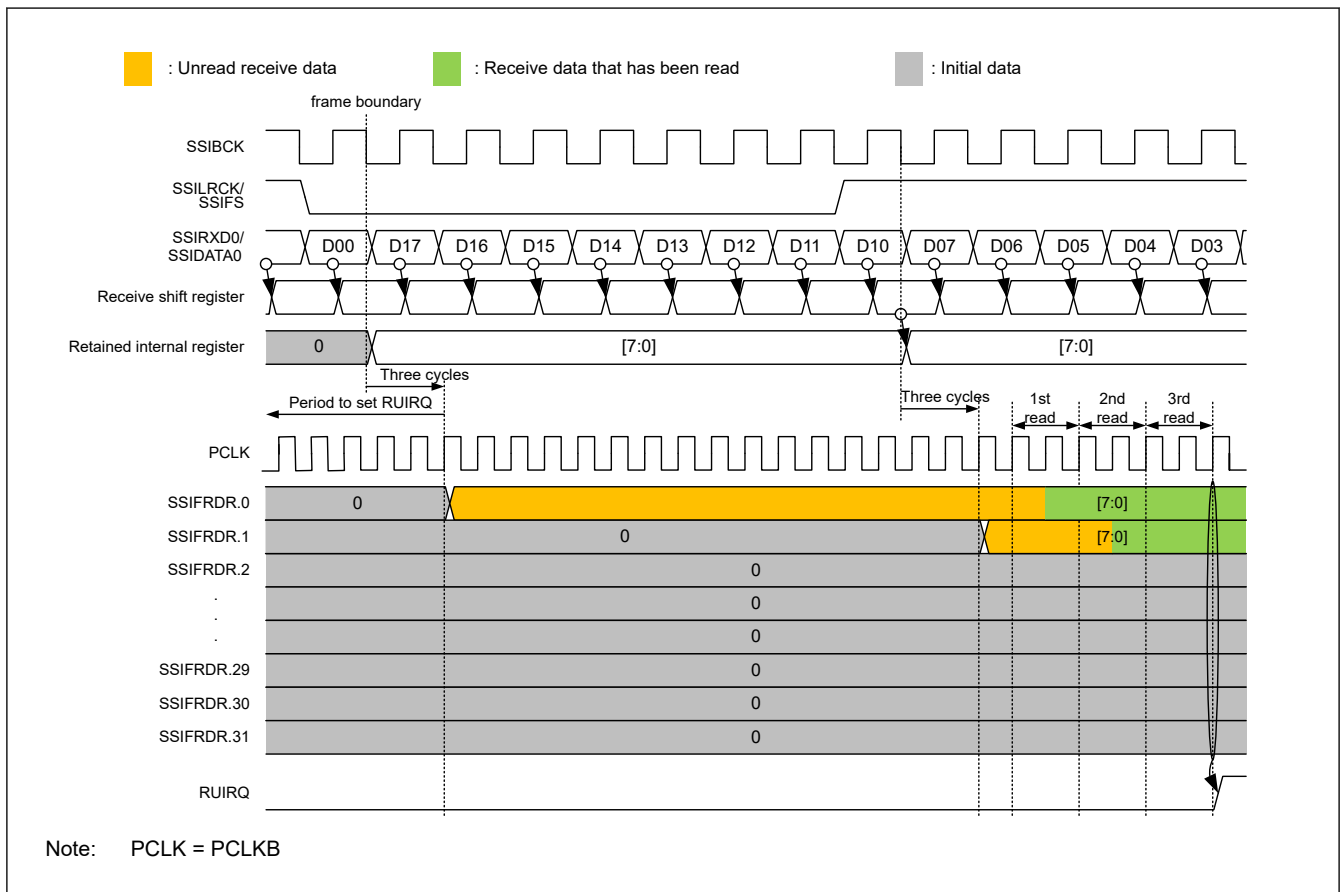 : Unread receive data : Receive data that has been read : Initial data
frame boundary
SSIBCK
SSILRCK/
SSIFS
SSIRXD0/
SSIDATA0
D00 D17 D16 D15 D14 D13 D12 D11 D10 D07 D06 D05 D04 D03
Receive shift register
Retained internal register 0 [7:0] [7:0]
Three cycles
Period to set RUIRQ
Three cycles
1st
read
2nd
read
3rd
read
PCLK
SSIFRDR.0 0 [7:0]
SSIFRDR.1 0 [7:0]
SSIFRDR.2 0
. 0
.
. 0
SSIFRDR.29 0
SSIFRDR.30 0
SSIFRDR.31 0
RUIRQ
Note: PCLK = PCLKB